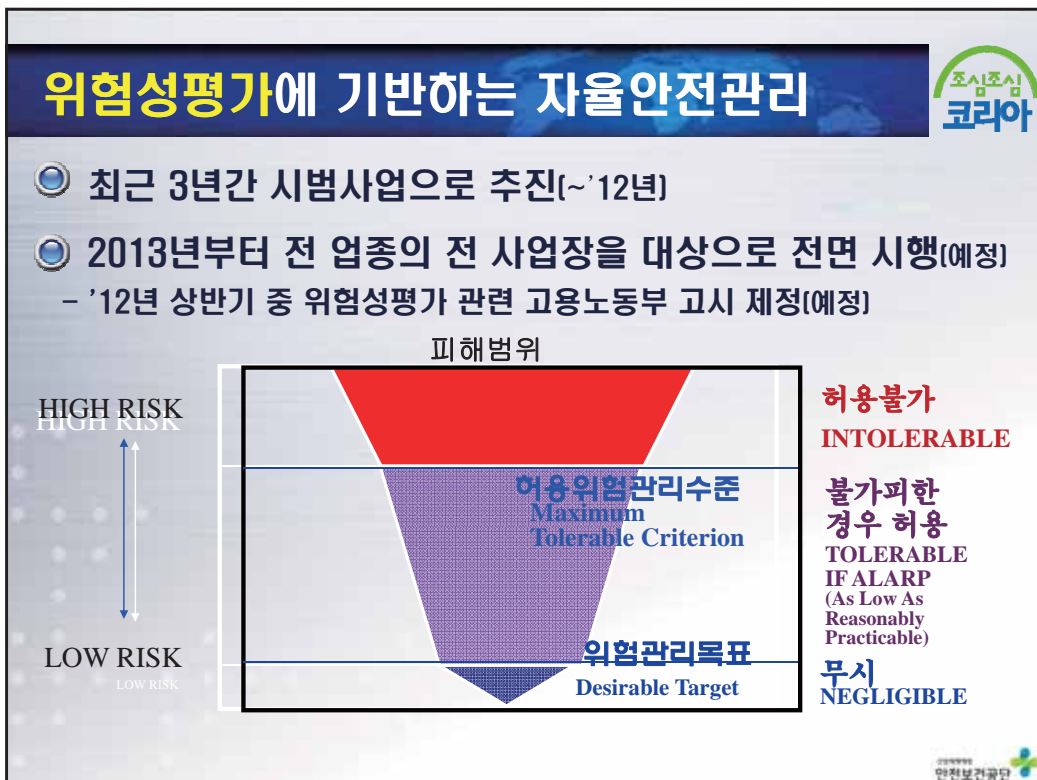 위험성평가에 기반하는 자율안전관리
조심조심
코리아
최근 3년간 시범사업으로 추진(~'12년)
2013년부터 전 업종의 전 사업장을 대상으로 전면 시행(예정)
- '12년 상반기 중 위험성평가 관련 고용노동부 고시 제정(예정)
피해범위
HIGH RISK
HIGH RISK
허용불가
INTOLERABLE
허용위험관리수준
Maximum
Tolerable Criterion
불가피한
경우 허용
TOLERABLE
IF ALARP
(As Low As
Reasonably
Practicable)
LOW RISK
LOW RISK
위험관리목표
Desirable Target
무시
NEGLIGIBLE
안전보건공단